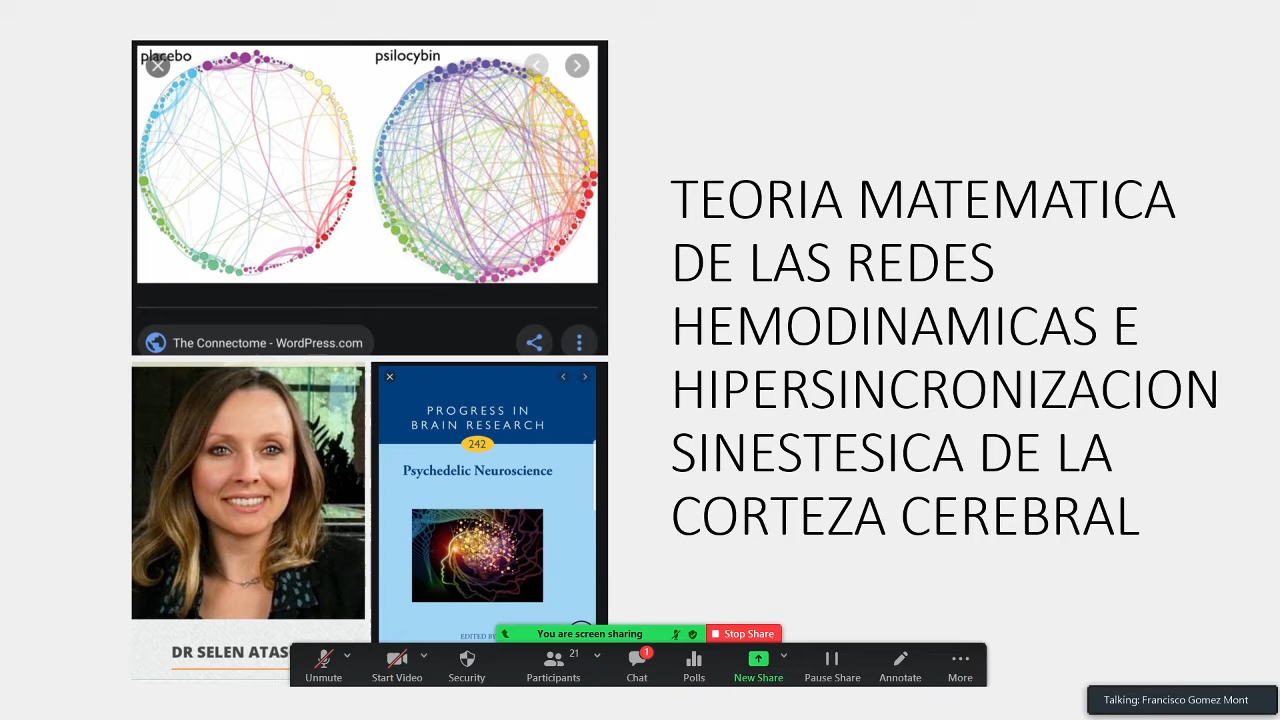 placebo
psilocybin
The Connectome - WordPress.com
PROGRESS IN
BRAIN RESEARCH
242
Psychedelic Neuroscience
EDITED BY
DR SELEN ATAS
TEORIA MATEMATICA
DE LAS REDES
HEMODINAMICAS E
HIPERSINCRONIZACION
SINESTESICA DE LA
CORTEZA CEREBRAL
You are screen sharing
Stop Share
Unmute
Start Video
Security
21
Participants
1
Chat
Polls
New Share
Pause Share
Annotate
More
Talking: Francisco Gomez Mont